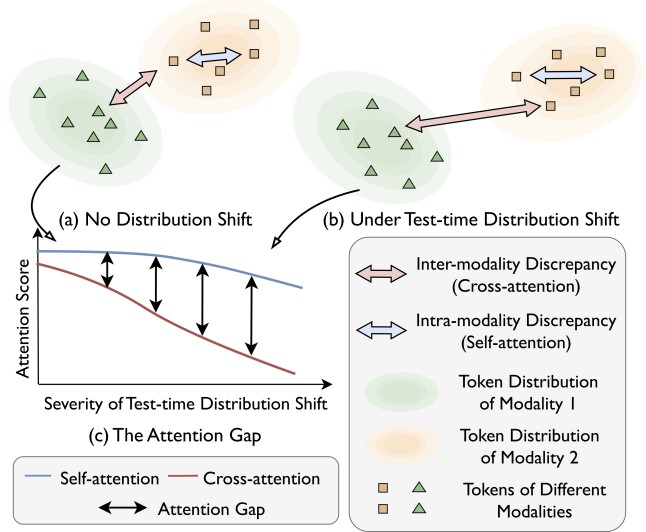 (a) No Distribution Shift
(b) Under Test-time Distribution Shift
Attention Score
Severity of Test-time Distribution Shift
(c) The Attention Gap
Self-attention
Cross-attention
Attention Gap
Inter-modality Discrepancy
(Cross-attention)
Intra-modality Discrepancy
(Self-attention)
Token Distribution
of Modality 1
Token Distribution
of Modality 2
Tokens of Different
Modalities